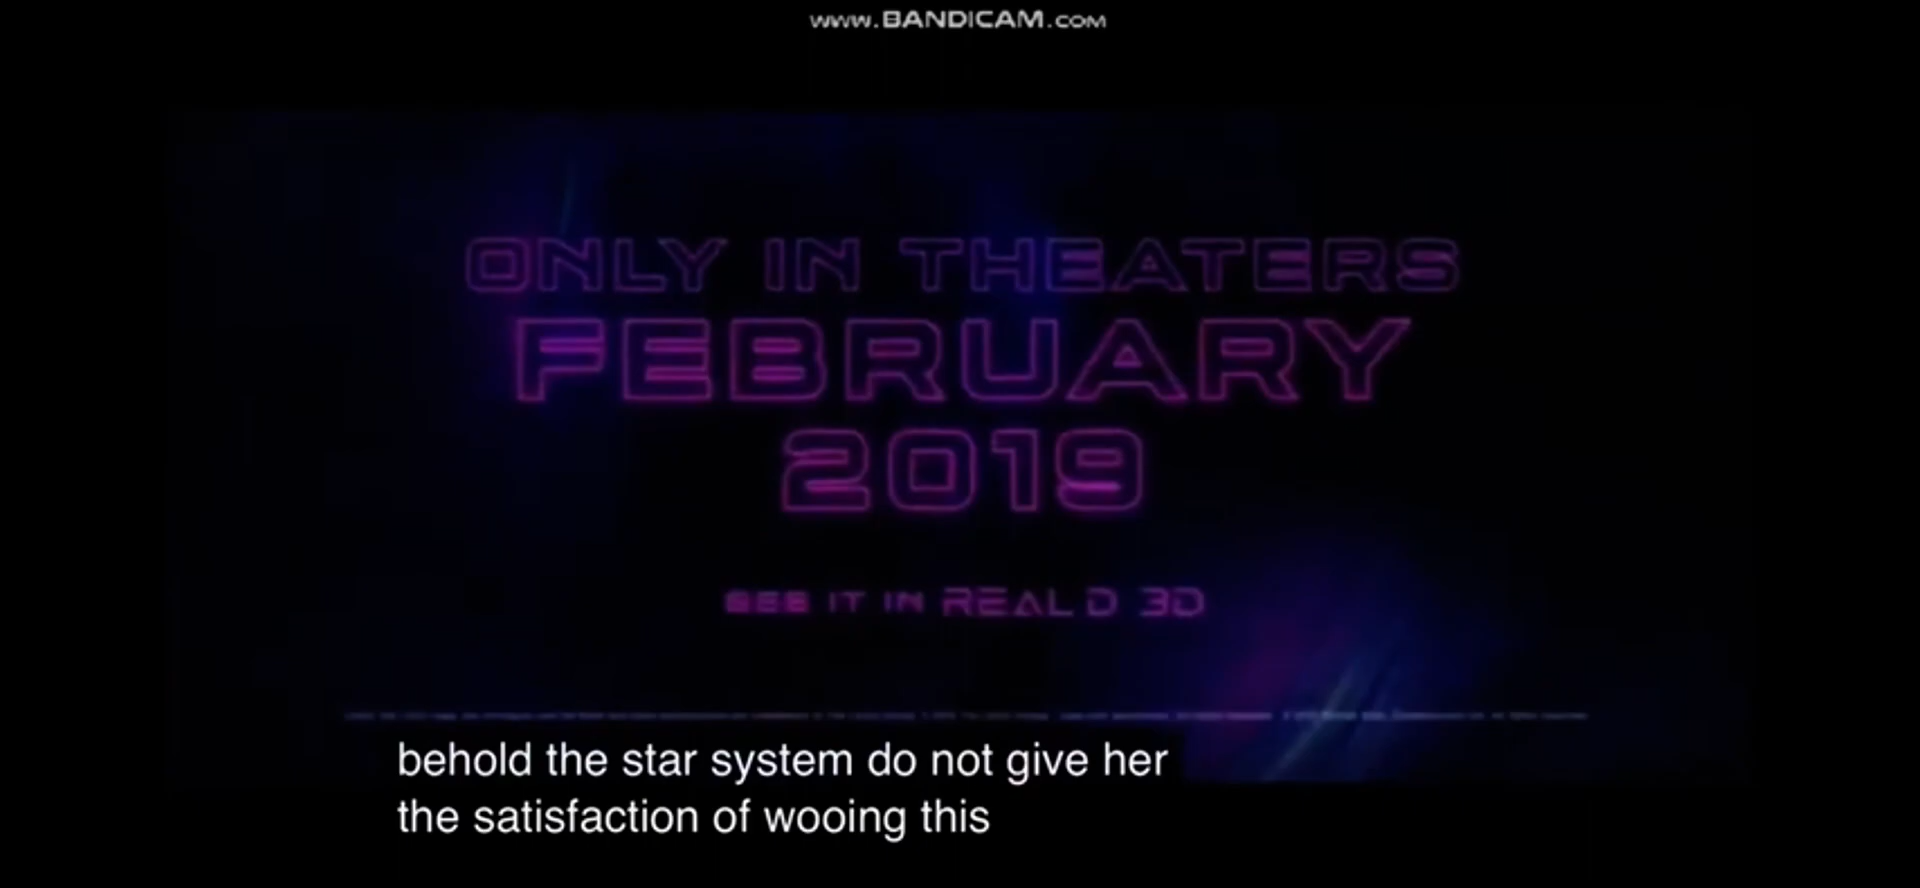 www.BANDICAM.com
ONLY IN THEATERS
FEBRUARY
2019
SEE IT IN REAL D 3D
behold the star system do not give her
the satisfaction of wooing this